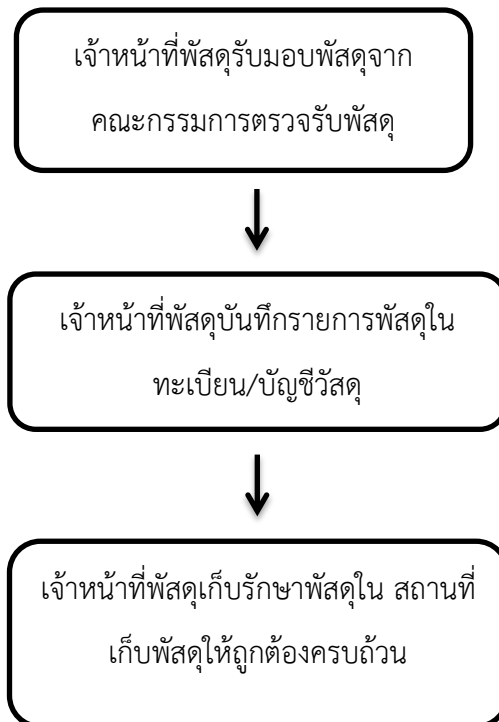 เจ้าหน้าที่พัสดุรับมอบพัสดุจาก
คณะกรรมการตรวจรับพัสดุ
เจ้าหน้าที่พัสดุบันทึกรายการพัสดุใน
ทะเบียน/บัญชีวัสดุ
เจ้าหน้าที่พัสดุเก็บรักษาพัสดุใน สถานที่
เก็บพัสดุให้ถูกต้องครบถ้วน